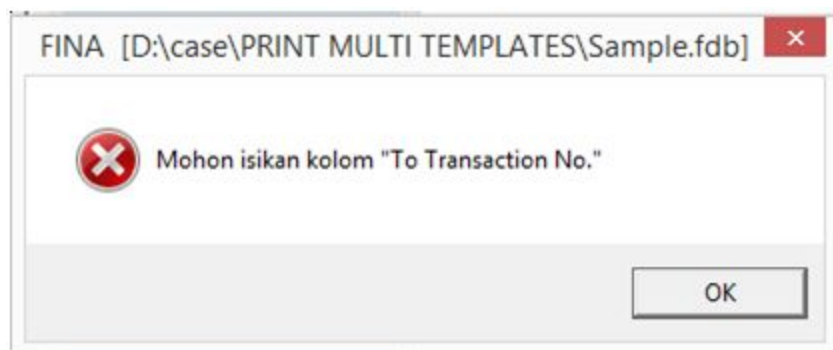 FINA [D:\case\PRINT MULTI TEMPLATES\Sample.fdb]
Mohon isikan kolom "To Transaction No."
OK